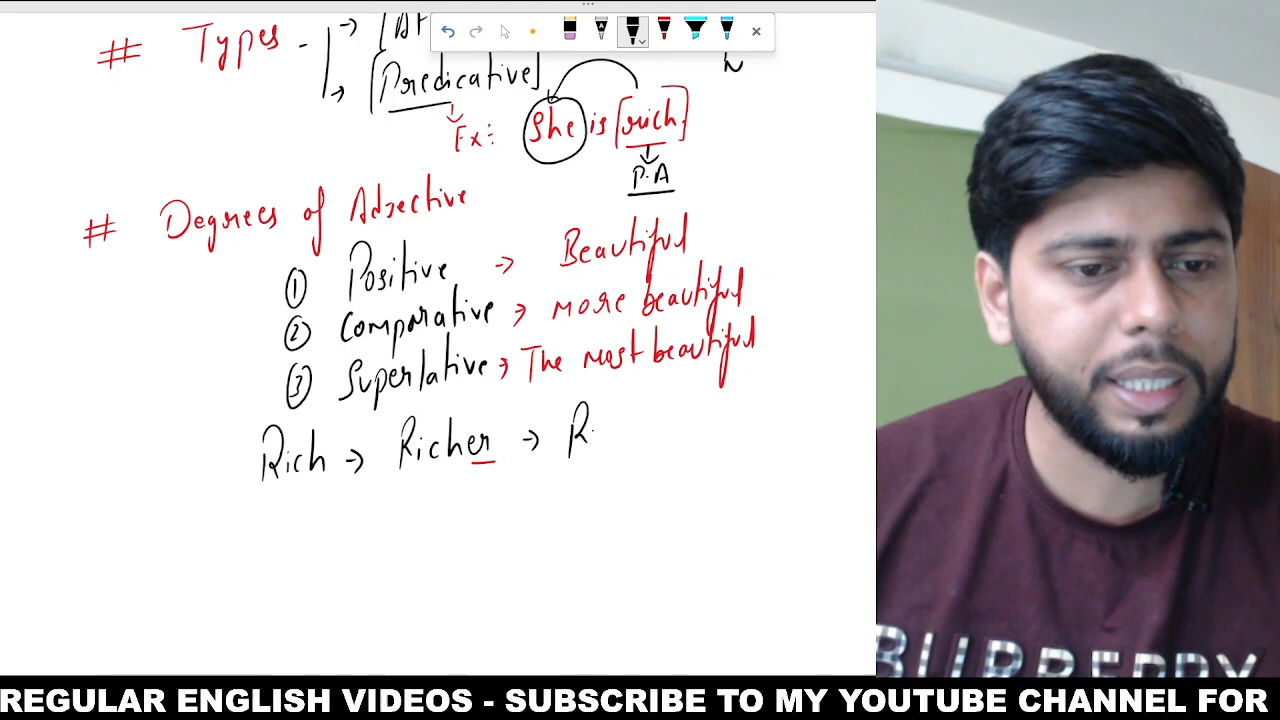 # Types -
[Predicative]
Ex: She is [rich]
P.A
# Degrees of Adjective
① Positive → Beautiful
② Comparative → more beautiful
③ Superlative → The most beautiful
Rich → Richer → R
BURBERRY
REGULAR ENGLISH VIDEOS - SUBSCRIBE TO MY YOUTUBE CHANNEL FOR